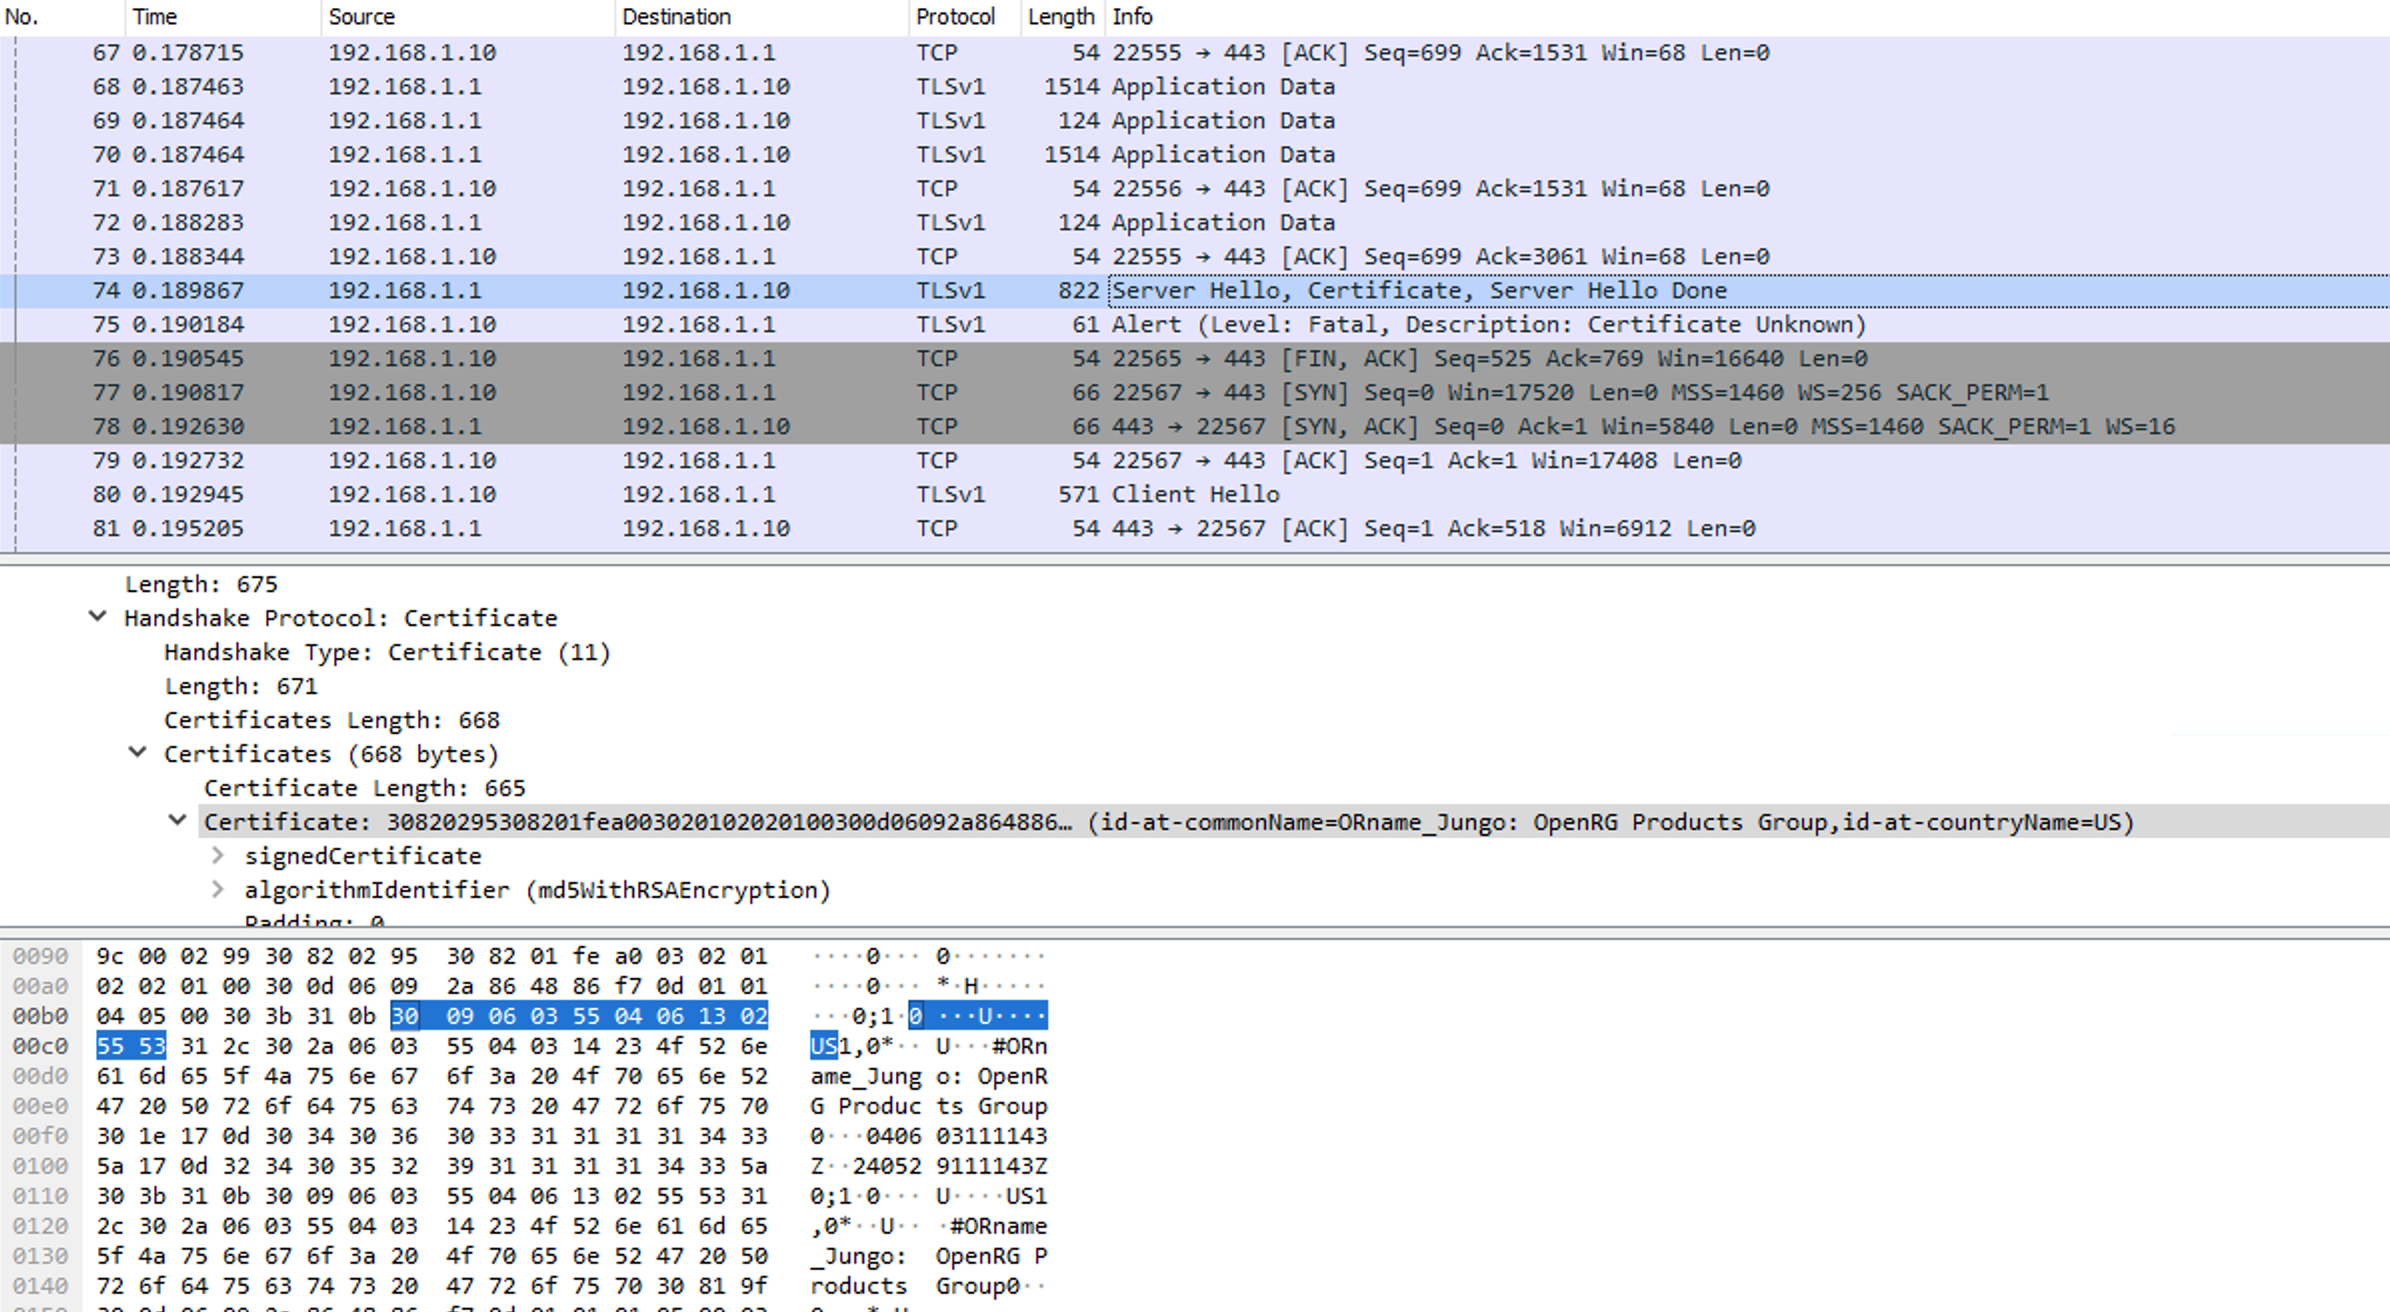 No. Time Source Destination Protocol Length Info
67 0.178715 192.168.1.10 192.168.1.1 TCP 54 22555 → 443 [ACK] Seq=699 Ack=1531 Win=68 Len=0
68 0.187463 192.168.1.1 192.168.1.10 TLSv1 1514 Application Data
69 0.187464 192.168.1.1 192.168.1.10 TLSv1 124 Application Data
70 0.187464 192.168.1.1 192.168.1.10 TLSv1 1514 Application Data
71 0.187617 192.168.1.10 192.168.1.1 TCP 54 22556 → 443 [ACK] Seq=699 Ack=1531 Win=68 Len=0
72 0.188283 192.168.1.1 192.168.1.10 TLSv1 124 Application Data
73 0.188344 192.168.1.10 192.168.1.1 TCP 54 22555 → 443 [ACK] Seq=699 Ack=3061 Win=68 Len=0
74 0.189867 192.168.1.1 192.168.1.10 TLSv1 822 Server Hello, Certificate, Server Hello Done
75 0.190184 192.168.1.10 192.168.1.1 TLSv1 61 Alert (Level: Fatal, Description: Certificate Unknown)
76 0.190545 192.168.1.10 192.168.1.1 TCP 54 22565 → 443 [FIN, ACK] Seq=525 Ack=769 Win=16640 Len=0
77 0.190817 192.168.1.10 192.168.1.1 TCP 66 22567 → 443 [SYN] Seq=0 Win=17520 Len=0 MSS=1460 WS=256 SACK_PERM=1
78 0.192630 192.168.1.1 192.168.1.10 TCP 66 443 → 22567 [SYN, ACK] Seq=0 Ack=1 Win=5840 Len=0 MSS=1460 SACK_PERM=1 WS=16
79 0.192732 192.168.1.10 192.168.1.1 TCP 54 22567 → 443 [ACK] Seq=1 Ack=1 Win=17408 Len=0
80 0.192945 192.168.1.10 192.168.1.1 TLSv1 571 Client Hello
81 0.195205 192.168.1.1 192.168.1.10 TCP 54 443 → 22567 [ACK] Seq=1 Ack=518 Win=6912 Len=0
Length: 675
Handshake Protocol: Certificate
Handshake Type: Certificate (11)
Length: 671
Certificates Length: 668
Certificates (668 bytes)
Certificate Length: 665
Certificate: 30820295308201fea003020102020100300d06092a864886… (id-at-commonName=ORname_Jungo: OpenRG Products Group,id-at-countryName=US)
signedCertificate
algorithmIdentifier (md5WithRSAEncryption)
Padding: 0
0090 9c 00 02 99 30 82 02 95 30 82 01 fe a0 03 02 01 ····0··· 0·······
00a0 02 02 01 00 30 0d 06 09 2a 86 48 86 f7 0d 01 01 ····0··· *·H·····
00b0 04 05 00 30 3b 31 0b 30 09 06 03 55 04 06 13 02 ···0;1·0 ···U····
00c0 55 53 31 2c 30 2a 06 03 55 04 03 14 23 4f 52 6e US1,0*·· U···#ORn
00d0 61 6d 65 5f 4a 75 6e 67 6f 3a 20 4f 70 65 6e 52 ame_Jung o: OpenR
00e0 47 20 50 72 6f 64 75 63 74 73 20 47 72 6f 75 70 G Produc ts Group
00f0 30 1e 17 0d 30 34 30 36 30 33 31 31 31 31 34 33 0···0406 03111143
0100 5a 17 0d 32 34 30 35 32 39 31 31 31 31 34 33 5a Z··24052 9111143Z
0110 30 3b 31 0b 30 09 06 03 55 04 06 13 02 55 53 31 0;1·0··· U····US1
0120 2c 30 2a 06 03 55 04 03 14 23 4f 52 6e 61 6d 65 ,0*··U·· ·#ORname
0130 5f 4a 75 6e 67 6f 3a 20 4f 70 65 6e 52 47 20 50 _Jungo: OpenRG P
0140 72 6f 64 75 63 74 73 20 47 72 6f 75 70 30 81 9f roducts Group0··